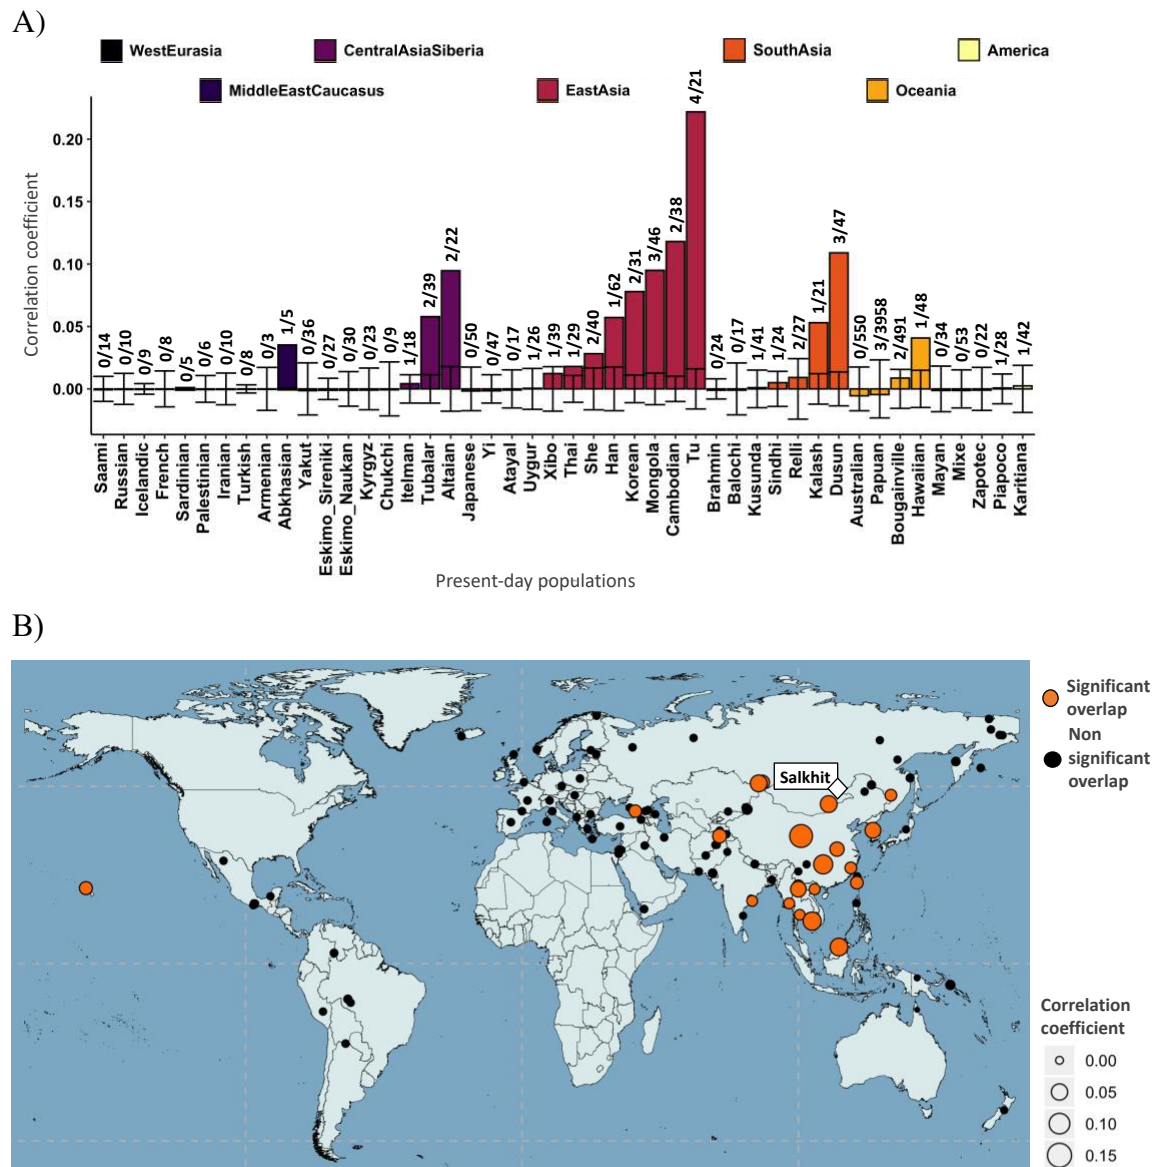 A)
WestEurasia
CentralAsiaSiberia
SouthAsia
America
MiddleEastCaucasus
EastAsia
Oceania
Correlation coefficient
0.20
0.15
0.10
0.05
0.00
0/14
0/10
0/9
0/8
0/5
0/6
0/10
0/8
0/3
1/5
0/36
0/27
0/30
0/23
0/9
1/18
2/39
2/22
0/50
0/47
0/17
1/26
1/39
1/29
2/40
1/62
2/31
3/46
2/38
4/21
0/24
0/17
1/41
1/24
2/27
1/21
3/47
0/550
3/3958
2/491
1/48
0/34
0/53
0/22
1/28
1/42
Saami
Russian
Icelandic
French
Sardinian
Palestinian
Iranian
Turkish
Armenian
Abkhasian
Yakut
Eskimo_Sireniki
Eskimo_Naukan
Kyrgyz
Chukchi
Itelman
Tubalar
Altaian
Japanese
Yi
Atayal
Uygur
Xibo
Thai
She
Han
Korean
Mongola
Cambodian
Tu
Brahmin
Balochi
Kusunda
Sindhi
Relli
Kalash
Dusun
Australian
Papuan
Bougainville
Hawaiian
Mayan
Mixe
Zapotec
Piapoco
Karitiana
Present-day populations
B)
Salkhit
Significant
overlap
Non
significant
overlap
Correlation
coefficient
0.00
0.05
0.10
0.15